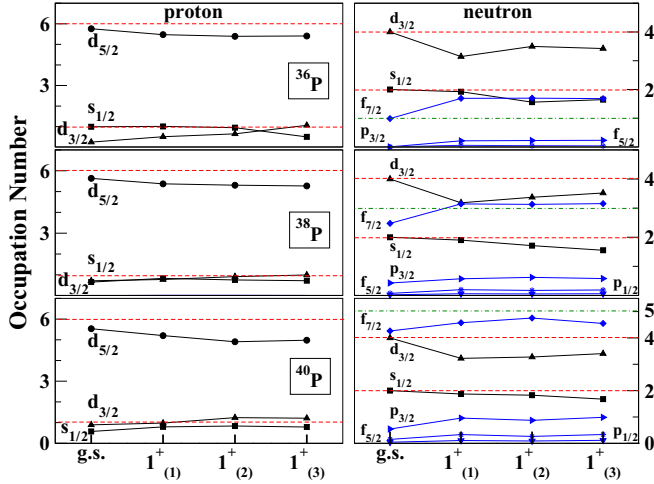 proton neutron
Occupation Number
6
3
d5/2
36P
s1/2
d3/2
d3/2
s1/2
f7/2
p3/2
f5/2
4
2
6
3
d5/2
38P
s1/2
d3/2
d3/2
f7/2
s1/2
p3/2
f5/2
p1/2
4
2
0
6
3
0
d5/2
40P
d3/2
s1/2
f7/2
d3/2
s1/2
p3/2
f5/2
p1/2
5
4
2
0
g.s. 1+(1) 1+(2) 1+(3) g.s. 1+(1) 1+(2) 1+(3)